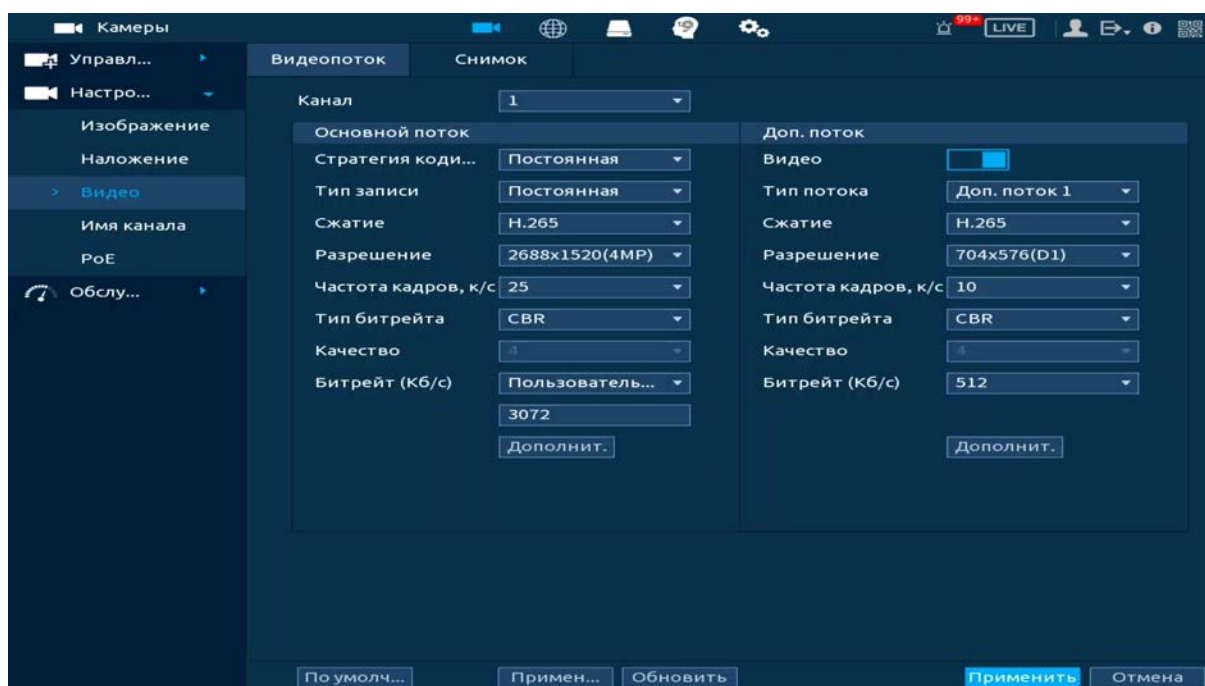 Камеры
99+ LIVE
Управл...
Видеопоток Снимок
Настро...
Канал 1
Изображение
Основной поток Доп. поток
Наложение
Стратегия коди... Постоянная Видео
Видео
Тип записи Постоянная Тип потока Доп. поток 1
Имя канала
Сжатие H.265 Сжатие H.265
PoE
Разрешение 2688x1520(4MP) Разрешение 704x576(D1)
Обслу...
Частота кадров, к/с 25 Частота кадров, к/с 10
Тип битрейта CBR Тип битрейта CBR
Качество 4 Качество 4
Битрейт (Кб/с) Пользователь... Битрейт (Кб/с) 512
3072
Дополнит. Дополнит.
По умолч... Примен... Обновить Применить Отмена